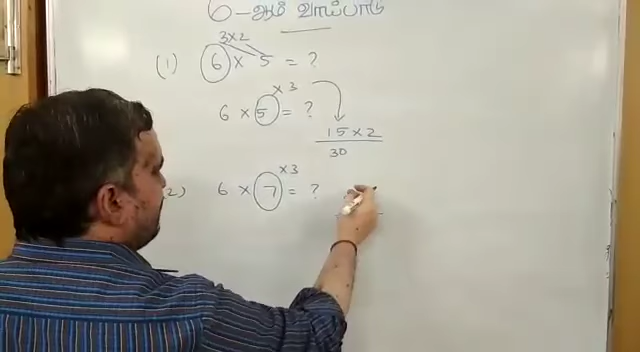 6-ஆம் வாய்பாடு
3x2
(1) 6 x 5 = ?
x3
6 x 5 = ?
15 x 2
30
x3
2) 6 x 7 = ?